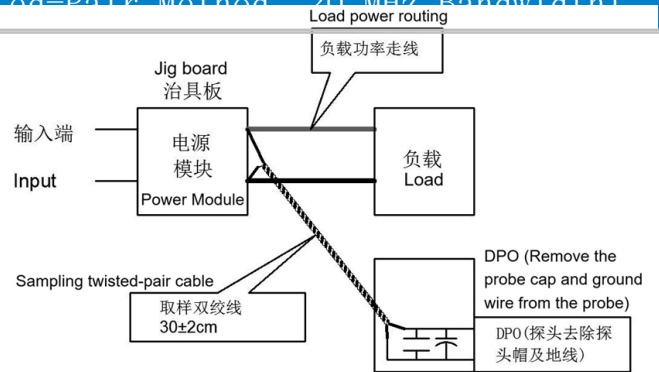 Load power routing
负载功率走线
Jig board
治具板
输入端
Input
电源
模块
Power Module
负载
Load
DPO (Remove the
probe cap and ground
wire from the probe)
Sampling twisted-pair cable
取样双绞线
30±2cm
DPO(探头去除探
头帽及地线)